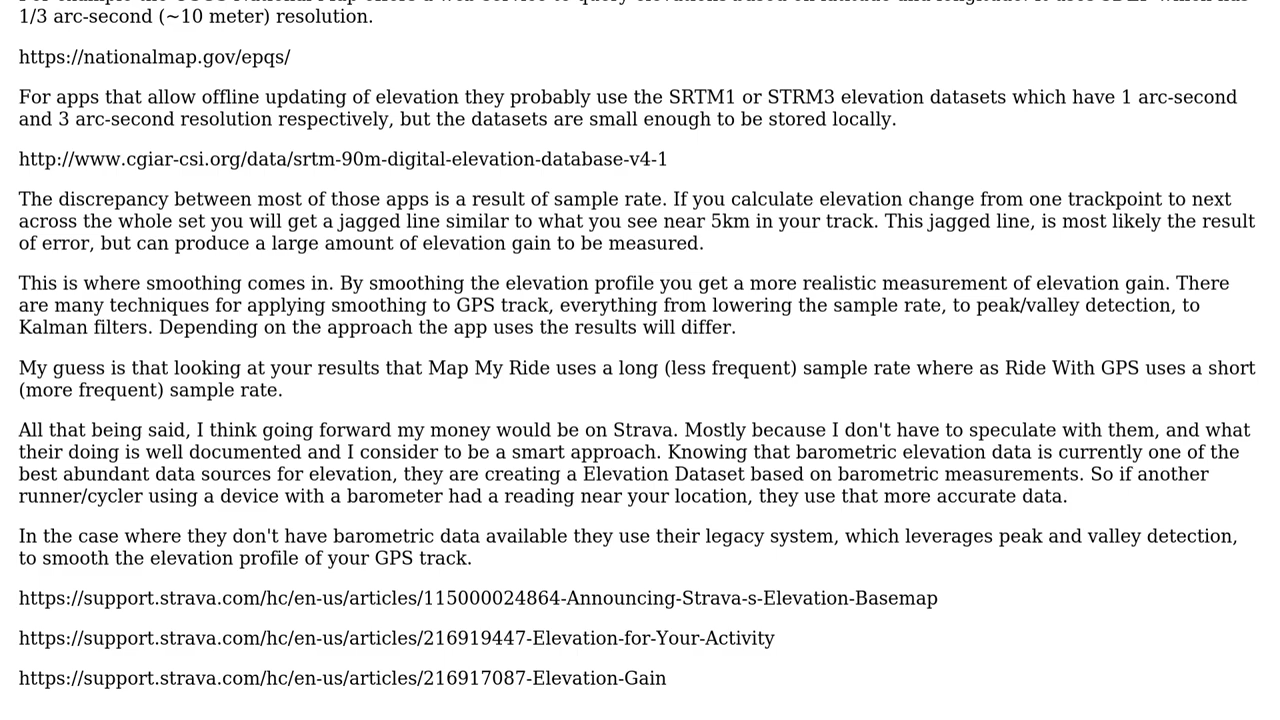 1/3 arc-second (~10 meter) resolution.
https://nationalmap.gov/epqs/
For apps that allow offline updating of elevation they probably use the SRTM1 or STRM3 elevation datasets which have 1 arc-second
and 3 arc-second resolution respectively, but the datasets are small enough to be stored locally.
http://www.cgiar-csi.org/data/srtm-90m-digital-elevation-database-v4-1
The discrepancy between most of those apps is a result of sample rate. If you calculate elevation change from one trackpoint to next
across the whole set you will get a jagged line similar to what you see near 5km in your track. This jagged line, is most likely the result
of error, but can produce a large amount of elevation gain to be measured.
This is where smoothing comes in. By smoothing the elevation profile you get a more realistic measurement of elevation gain. There
are many techniques for applying smoothing to GPS track, everything from lowering the sample rate, to peak/valley detection, to
Kalman filters. Depending on the approach the app uses the results will differ.
My guess is that looking at your results that Map My Ride uses a long (less frequent) sample rate where as Ride With GPS uses a short
(more frequent) sample rate.
All that being said, I think going forward my money would be on Strava. Mostly because I don't have to speculate with them, and what
their doing is well documented and I consider to be a smart approach. Knowing that barometric elevation data is currently one of the
best abundant data sources for elevation, they are creating a Elevation Dataset based on barometric measurements. So if another
runner/cycler using a device with a barometer had a reading near your location, they use that more accurate data.
In the case where they don't have barometric data available they use their legacy system, which leverages peak and valley detection,
to smooth the elevation profile of your GPS track.
https://support.strava.com/hc/en-us/articles/115000024864-Announcing-Strava-s-Elevation-Basemap
https://support.strava.com/hc/en-us/articles/216919447-Elevation-for-Your-Activity
https://support.strava.com/hc/en-us/articles/216917087-Elevation-Gain